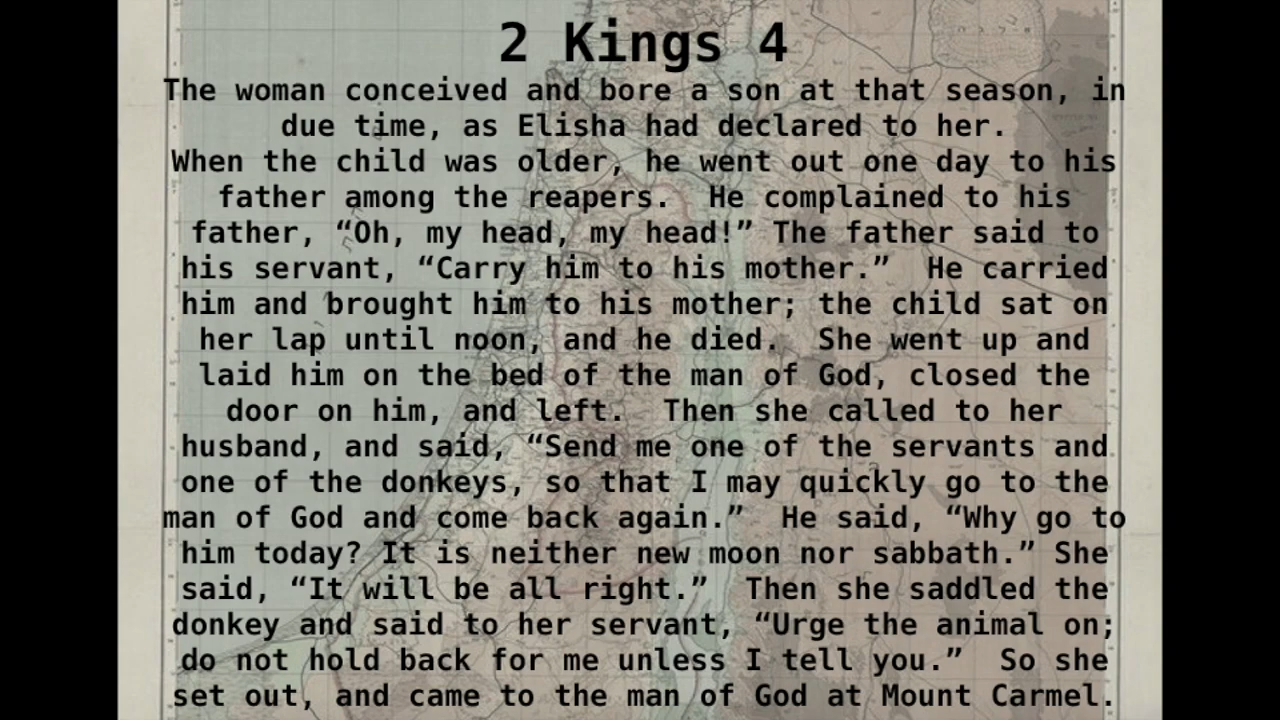 2 Kings 4
The woman conceived and bore a son at that season, in
due time, as Elisha had declared to her.
When the child was older, he went out one day to his
father among the reapers.  He complained to his
father, “Oh, my head, my head!” The father said to
his servant, “Carry him to his mother.”  He carried
him and brought him to his mother; the child sat on
her lap until noon, and he died.  She went up and
laid him on the bed of the man of God, closed the
door on him, and left.  Then she called to her
husband, and said, “Send me one of the servants and
one of the donkeys, so that I may quickly go to the
man of God and come back again.”  He said, “Why go to
him today? It is neither new moon nor sabbath.” She
said, “It will be all right.”  Then she saddled the
donkey and said to her servant, “Urge the animal on;
do not hold back for me unless I tell you.”  So she
set out, and came to the man of God at Mount Carmel.